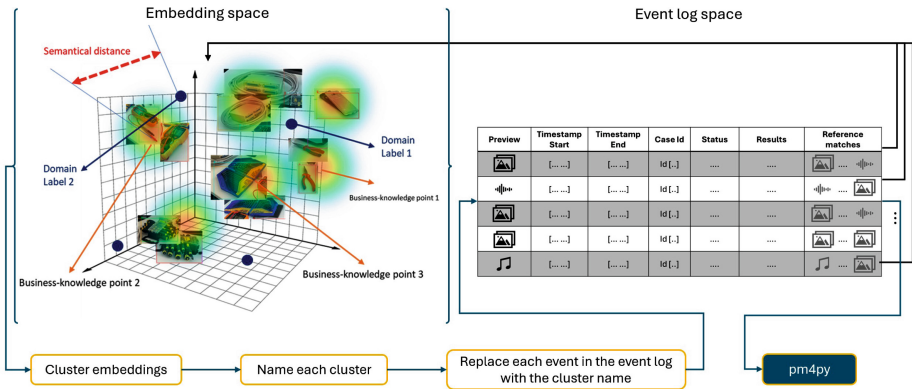 Embedding space
Event log space
Semantical distance
Domain
Label 1
Domain
Label 2
Business-knowledge point 1
Business-knowledge point 2
Business-knowledge point 3
Preview Timestamp Start Timestamp End Case Id Status Results Reference matches
[... ...] [... ...] Id [..) .... .... ....
[... ...] [... ...] Id [..) .... .... ....
[... ...] [... ...] Id [..) .... .... ....
[... ...] [... ...] Id [..) .... .... ....
[... ...] [... ...] Id [..) .... .... ....
Cluster embeddings
Name each cluster
Replace each event in the event log
with the cluster name
pm4py